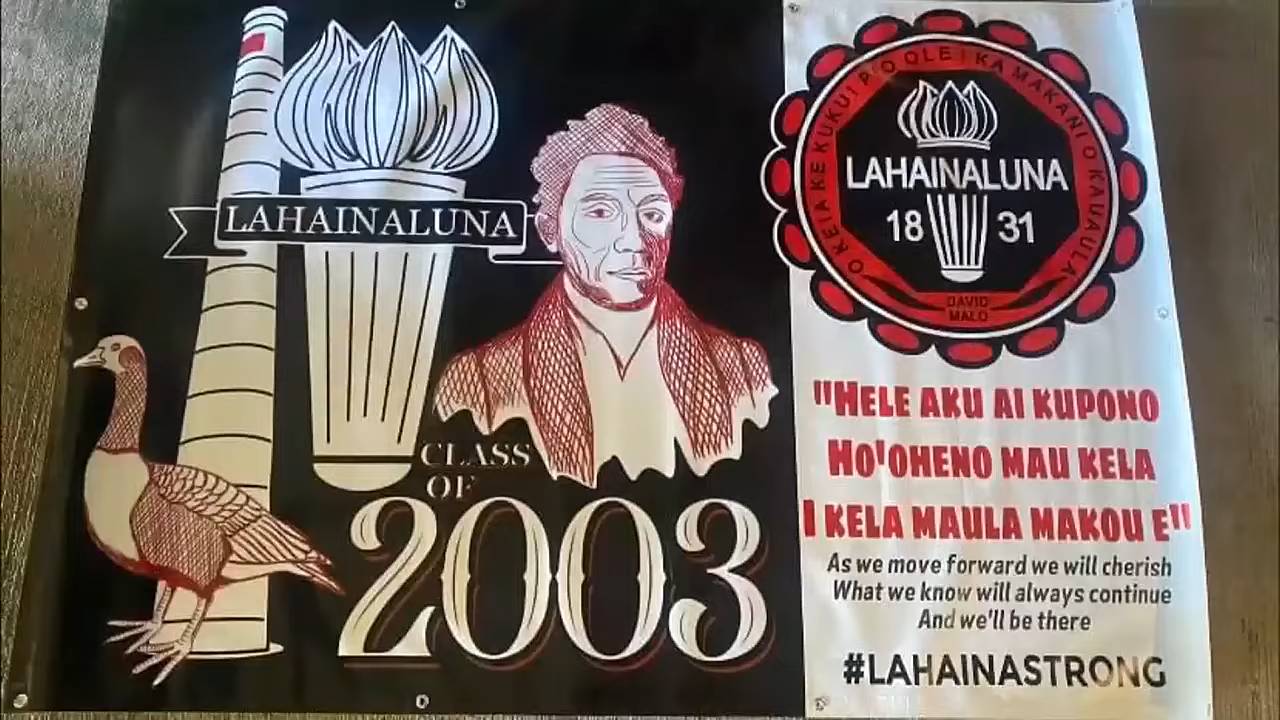 LAHAINALUNA
CLASS
OF
2003
O KEIA KE KUKUI PIO OLE I KA MAKANI O KAUAULA
LAHAINALUNA
18 31
DAVID
MALO
"HELE AKU AI KUPONO
HO'OHENO MAU KELA
I KELA MAULA MAKOU E"
As we move forward we will cherish
What we know will always continue
And we'll be there
#LAHAINASTRONG